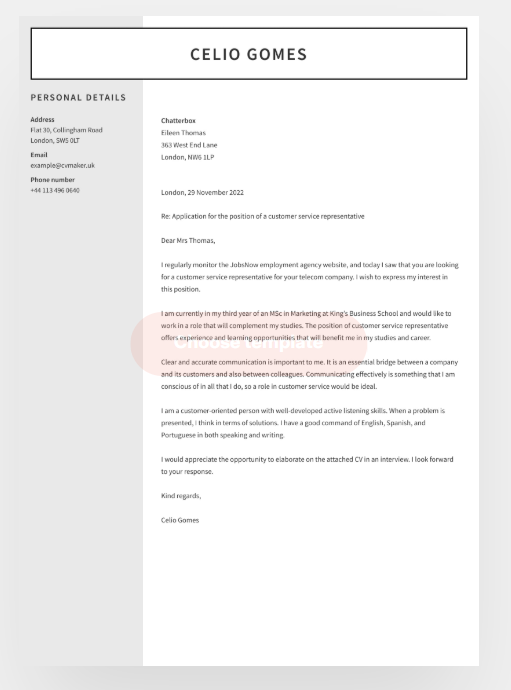 CELIO GOMES
PERSONAL DETAILS
Address
Flat 30, Collingham Road
London, SW5 0LT
Email
example@cvmaker.uk
Phone number
+44 113 496 0640
Chatterbox
Eileen Thomas
363 West End Lane
London, NW6 1LP
London, 29 November 2022
Re: Application for the position of a customer service representative
Dear Mrs Thomas,
I regularly monitor the JobsNow employment agency website, and today I saw that you are looking
for a customer service representative for your telecom company. I wish to express my interest in
this position.
I am currently in my third year of an MSc in Marketing at King's Business School and would like to
work in a role that will complement my studies. The position of customer service representative
offers experience and learning opportunities that will benefit me in my studies and career.
Choose template
Clear and accurate communication is important to me. It is an essential bridge between a company
and its customers and also between colleagues. Communicating effectively is something that I am
conscious of in all that I do, so a role in customer service would be ideal.
I am a customer-oriented person with well-developed active listening skills. When a problem is
presented, I think in terms of solutions. I have a good command of English, Spanish, and
Portuguese in both speaking and writing.
I would appreciate the opportunity to elaborate on the attached CV in an interview. I look forward
to your response.
Kind regards,
Celio Gomes